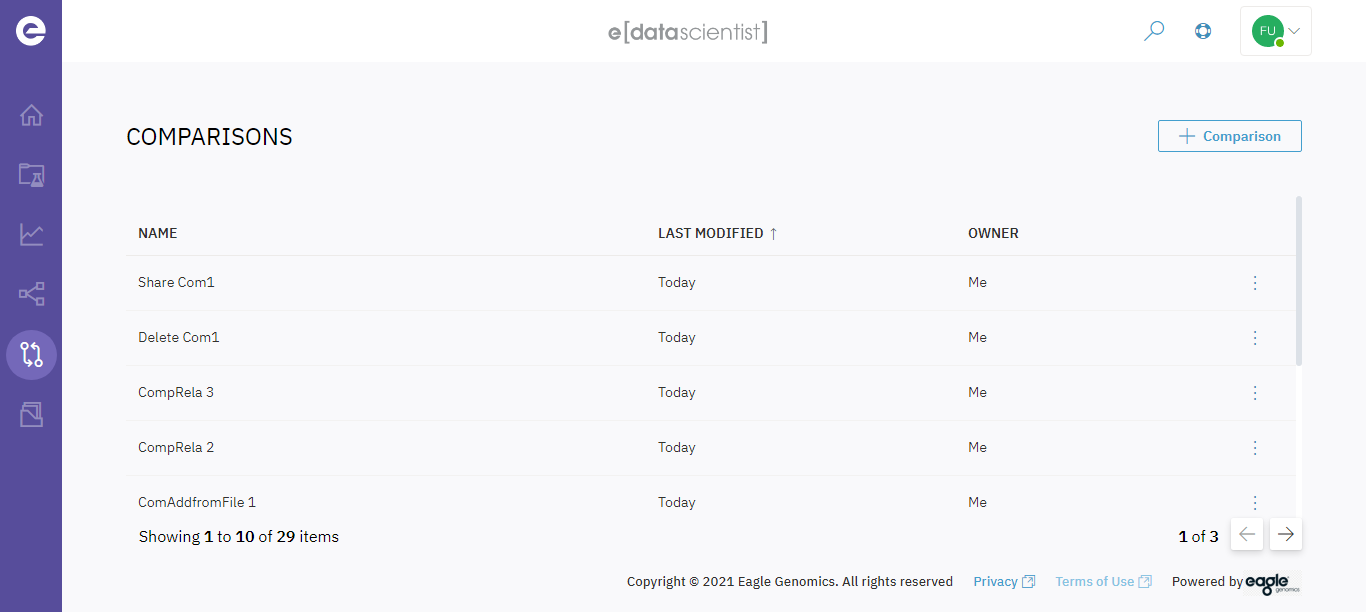 e
e[datascientist]
FU
COMPARISONS
+ Comparison
NAME LAST MODIFIED ↑ OWNER
Share Com1 Today Me
Delete Com1 Today Me
CompRela 3 Today Me
CompRela 2 Today Me
ComAddfromFile 1 Today Me
Showing 1 to 10 of 29 items 1 of 3
Copyright © 2021 Eagle Genomics. All rights reserved Privacy Terms of Use Powered by eagle genomics